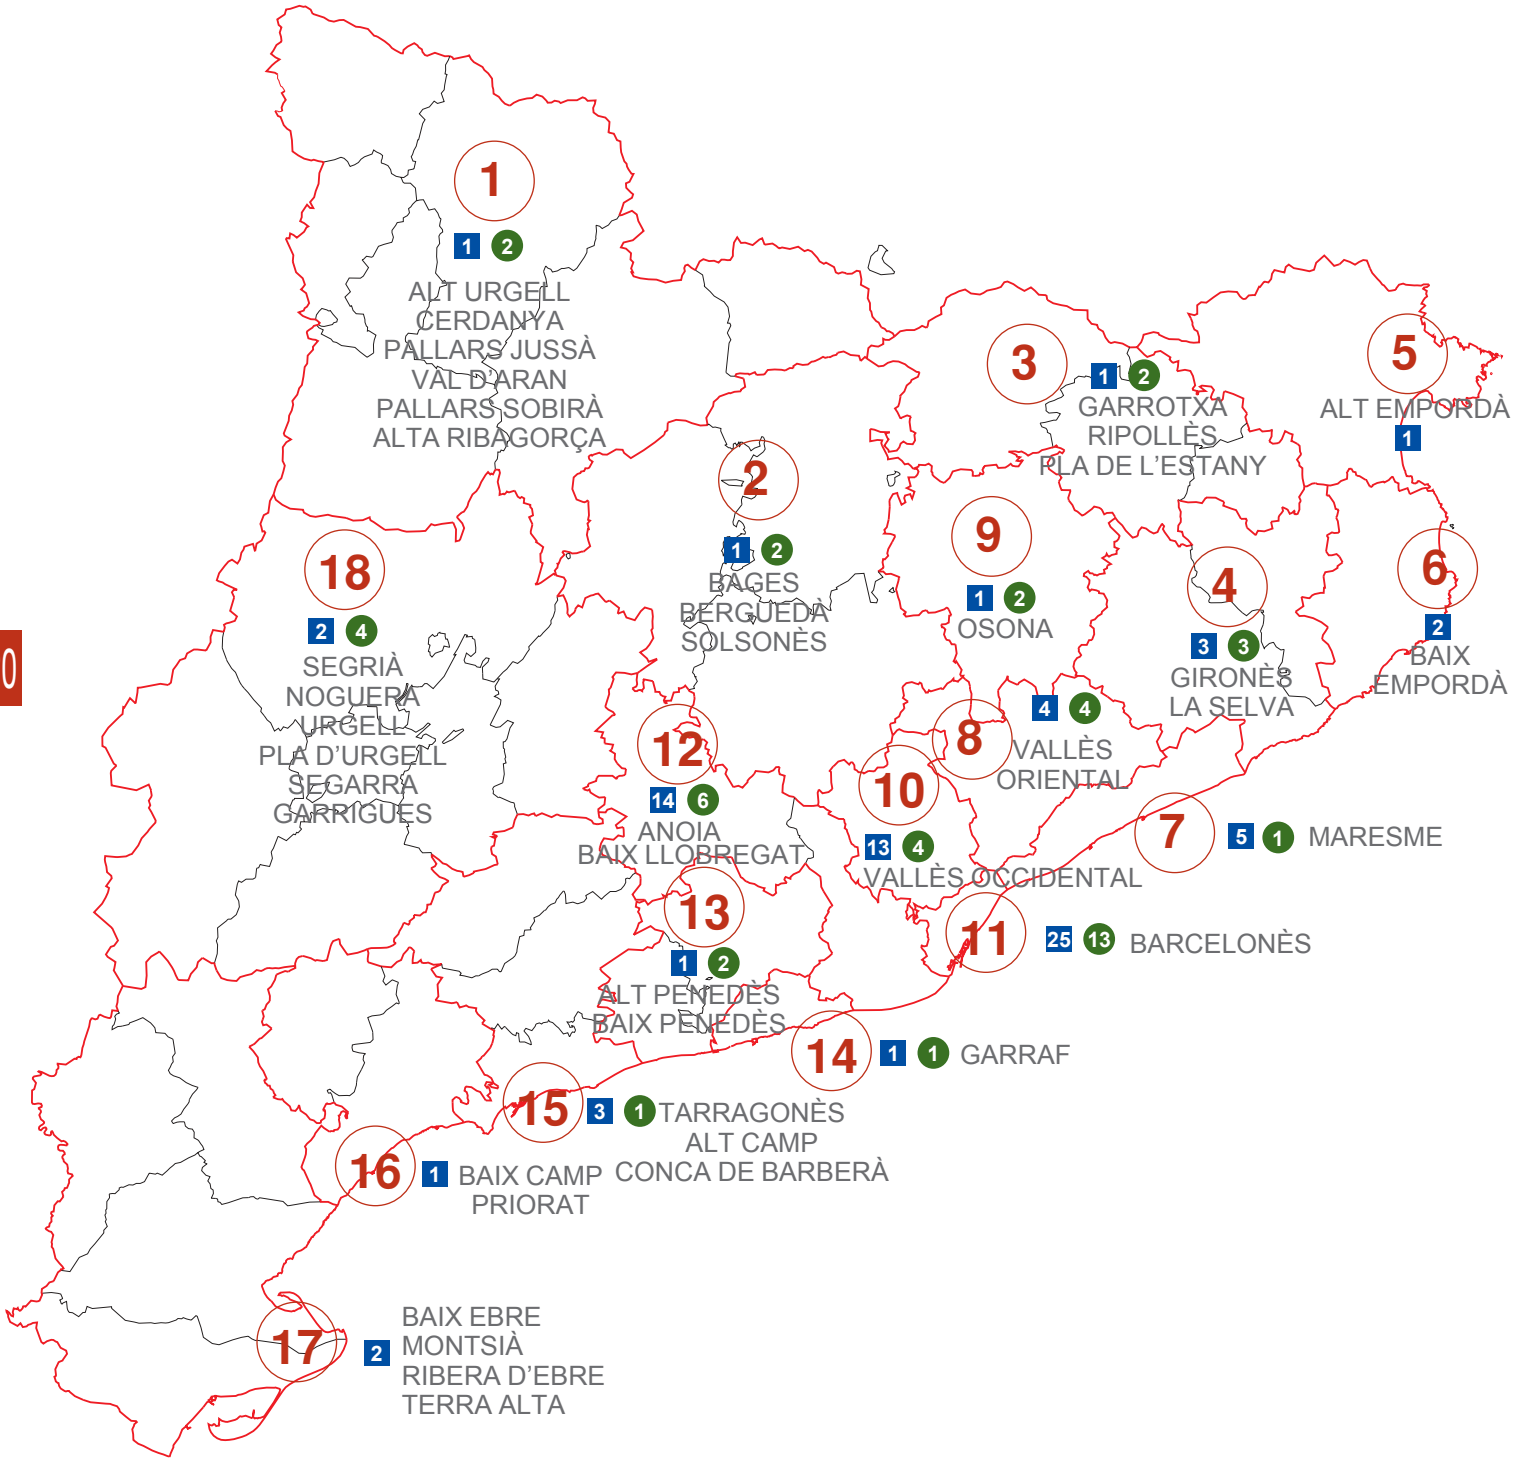 1
1 2
ALT URGELL
CERDANYA
PALLARS JUSSÀ
VAL D'ARAN
PALLARS SOBIRÀ
ALTA RIBAGORÇA
3
1 2
GARROTXA
RIPOLLÈS
PLA DE L'ESTANY
5
ALT EMPORDÀ
1
2
1 2
BAGES
BERGUEDÀ
SOLSONÈS
9
1 2
OSONA
4
3 3
GIRONÈS
LA SELVA
6
2
BAIX
EMPORDÀ
18
2 4
SEGRIÀ
NOGUERA
URGELL
PLA D'URGELL
SEGARRA
GARRIGUES
0
12
14 6
ANOIA
BAIX LLOBREGAT
8
4 4
VALLÈS
ORIENTAL
10
13 4
VALLÈS OCCIDENTAL
7
5 1 MARESME
11
25 13 BARCELONÈS
13
1 2
ALT PENEDÈS
BAIX PENEDÈS
14 1 1 GARRAF
15 3 1 TARRAGONÈS
ALT CAMP
CONCA DE BARBERÀ
16 1 BAIX CAMP
PRIORAT
17 2
BAIX EBRE
MONTSIÀ
RIBERA D'EBRE
TERRA ALTA